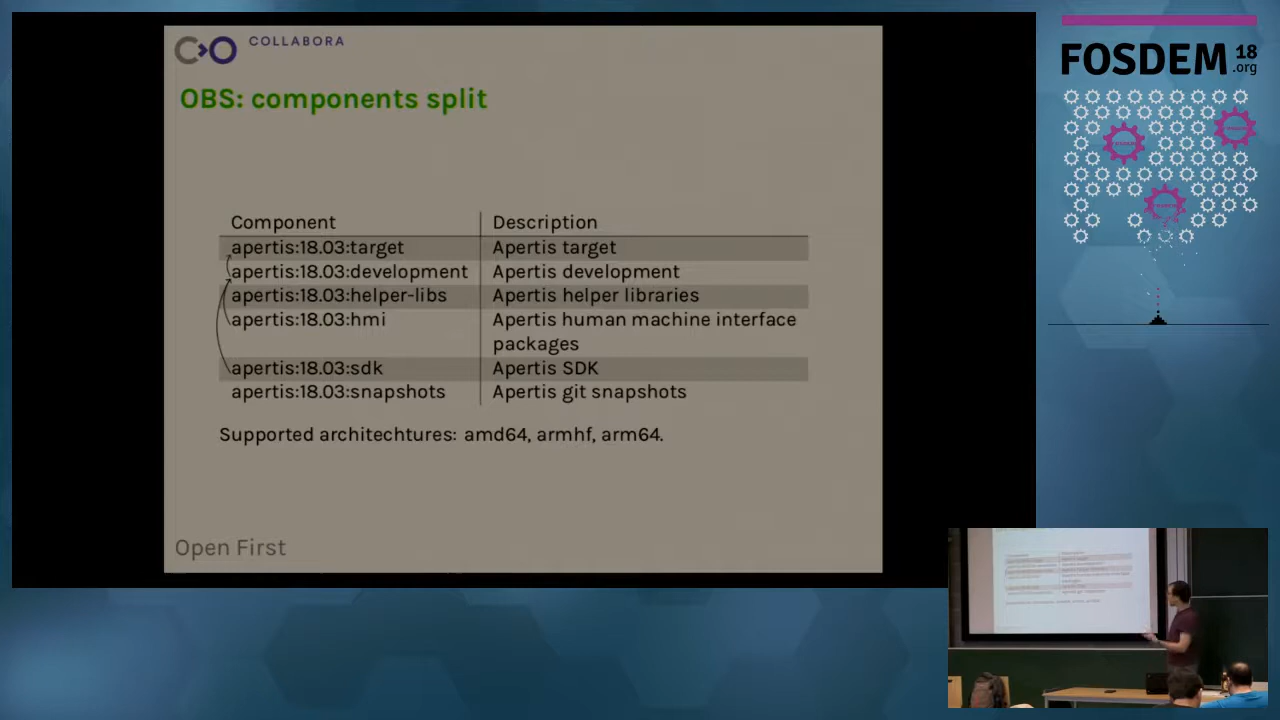 COLLABORA
OBS: components split
Component Description
apertis:18.03:target Apertis target
apertis:18.03:development Apertis development
apertis:18.03:helper-libs Apertis helper libraries
apertis:18.03:hmi Apertis human machine interface
packages
apertis:18.03:sdk Apertis SDK
apertis:18.03:snapshots Apertis git snapshots
Supported architechtures: amd64, armhf, arm64.
Open First
FOSDEM 18
.org